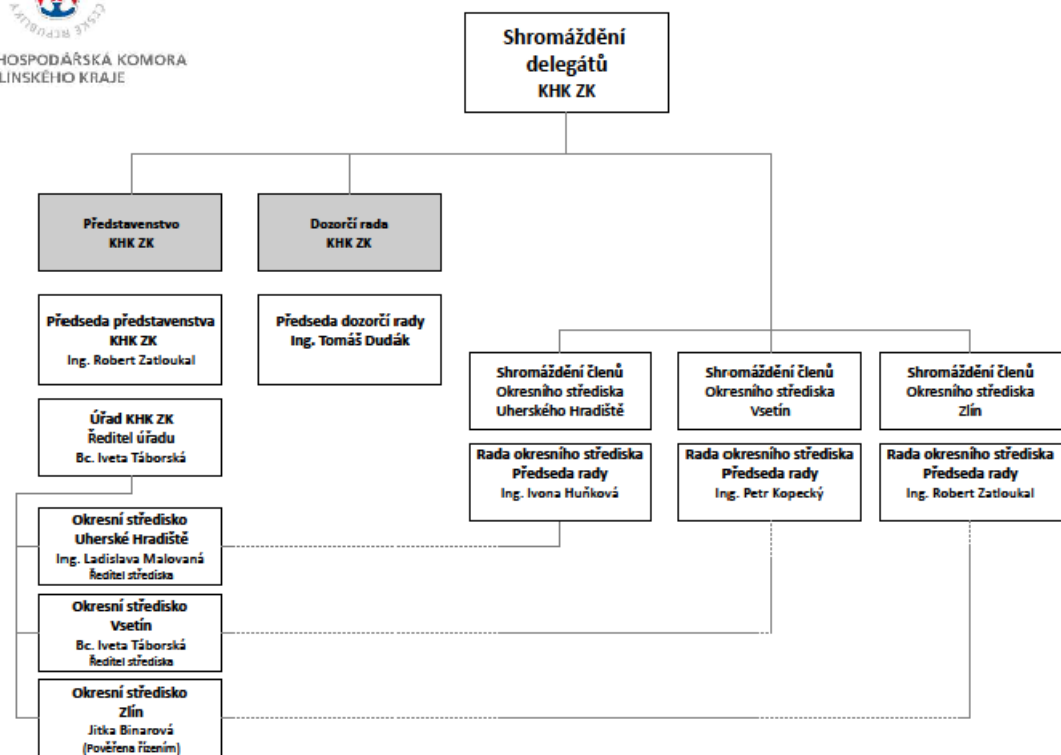 ČESKÉ REPUBLIKY
HOSPODÁŘSKÁ KOMORA
LINSKÉHO KRAJE
Shromáždění
delegátů
KHK ZK
Představenstvo
KHK ZK
Dozorčí rada
KHK ZK
Předseda představenstva
KHK ZK
Ing. Robert Zatloukal
Předseda dozorčí rady
Ing. Tomáš Dudák
Úřad KHK ZK
Ředitel úřadu
Bc. Iveta Táborská
Shromáždění členů
Okresního střediska
Uherského Hradiště
Shromáždění členů
Okresního střediska
Vsetín
Shromáždění členů
Okresního střediska
Zlín
Rada okresního střediska
Předseda rady
Ing. Ivona Huňková
Rada okresního střediska
Předseda rady
Ing. Petr Kopecký
Rada okresního střediska
Předseda rady
Ing. Robert Zatloukal
Okresní středisko
Uherské Hradiště
Ing. Ladislava Malovaná
Ředitel střediska
Okresní středisko
Vsetín
Bc. Iveta Táborská
Ředitel střediska
Okresní středisko
Zlín
Jitka Binarová
(Pověřena řízením)